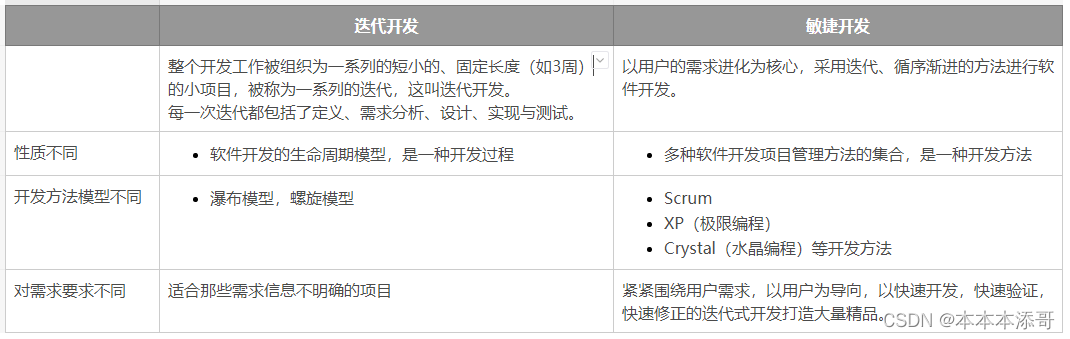 迭代开发
敏捷开发
整个开发工作被组织为一系列的短小的、固定长度（如3周）
的小项目，被称为一系列的迭代，这叫迭代开发。
每一次迭代都包括了定义、需求分析、设计、实现与测试。
以用户的需求进化为核心，采用迭代、循序渐进的方法进行软
件开发。
性质不同
• 软件开发的生命周期模型，是一种开发过程
• 多种软件开发项目管理方法的集合，是一种开发方法
开发方法模型不同
• 瀑布模型，螺旋模型
• Scrum
• XP（极限编程）
• Crystal（水晶编程）等开发方法
对需求要求不同
适合那些需求信息不明确的项目
紧紧围绕用户需求，以用户为导向，以快速开发，快速验证，
快速修正的迭代式开发打造大量精品。
CSDN @本本本添哥